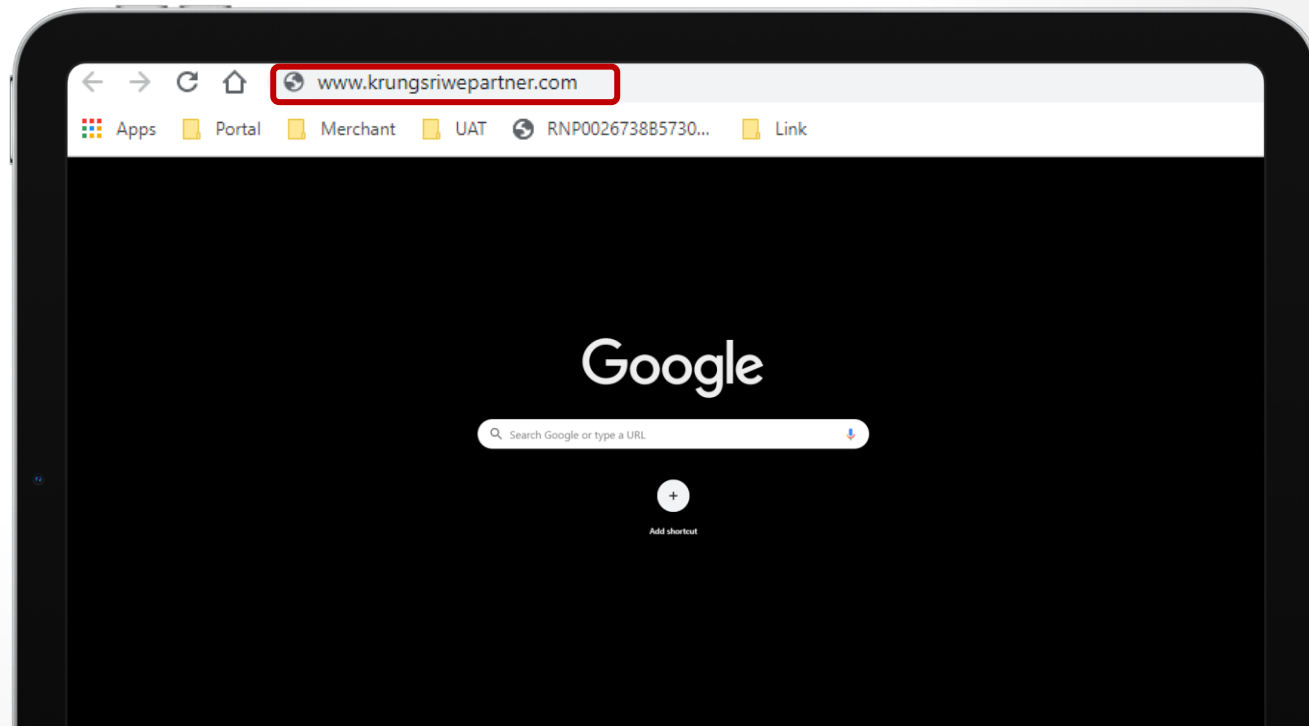 www.krungsriwepartner.com
Apps Portal Merchant UAT RNP0026738B5730... Link
Google
Search Google or type a URL
Add shortcut